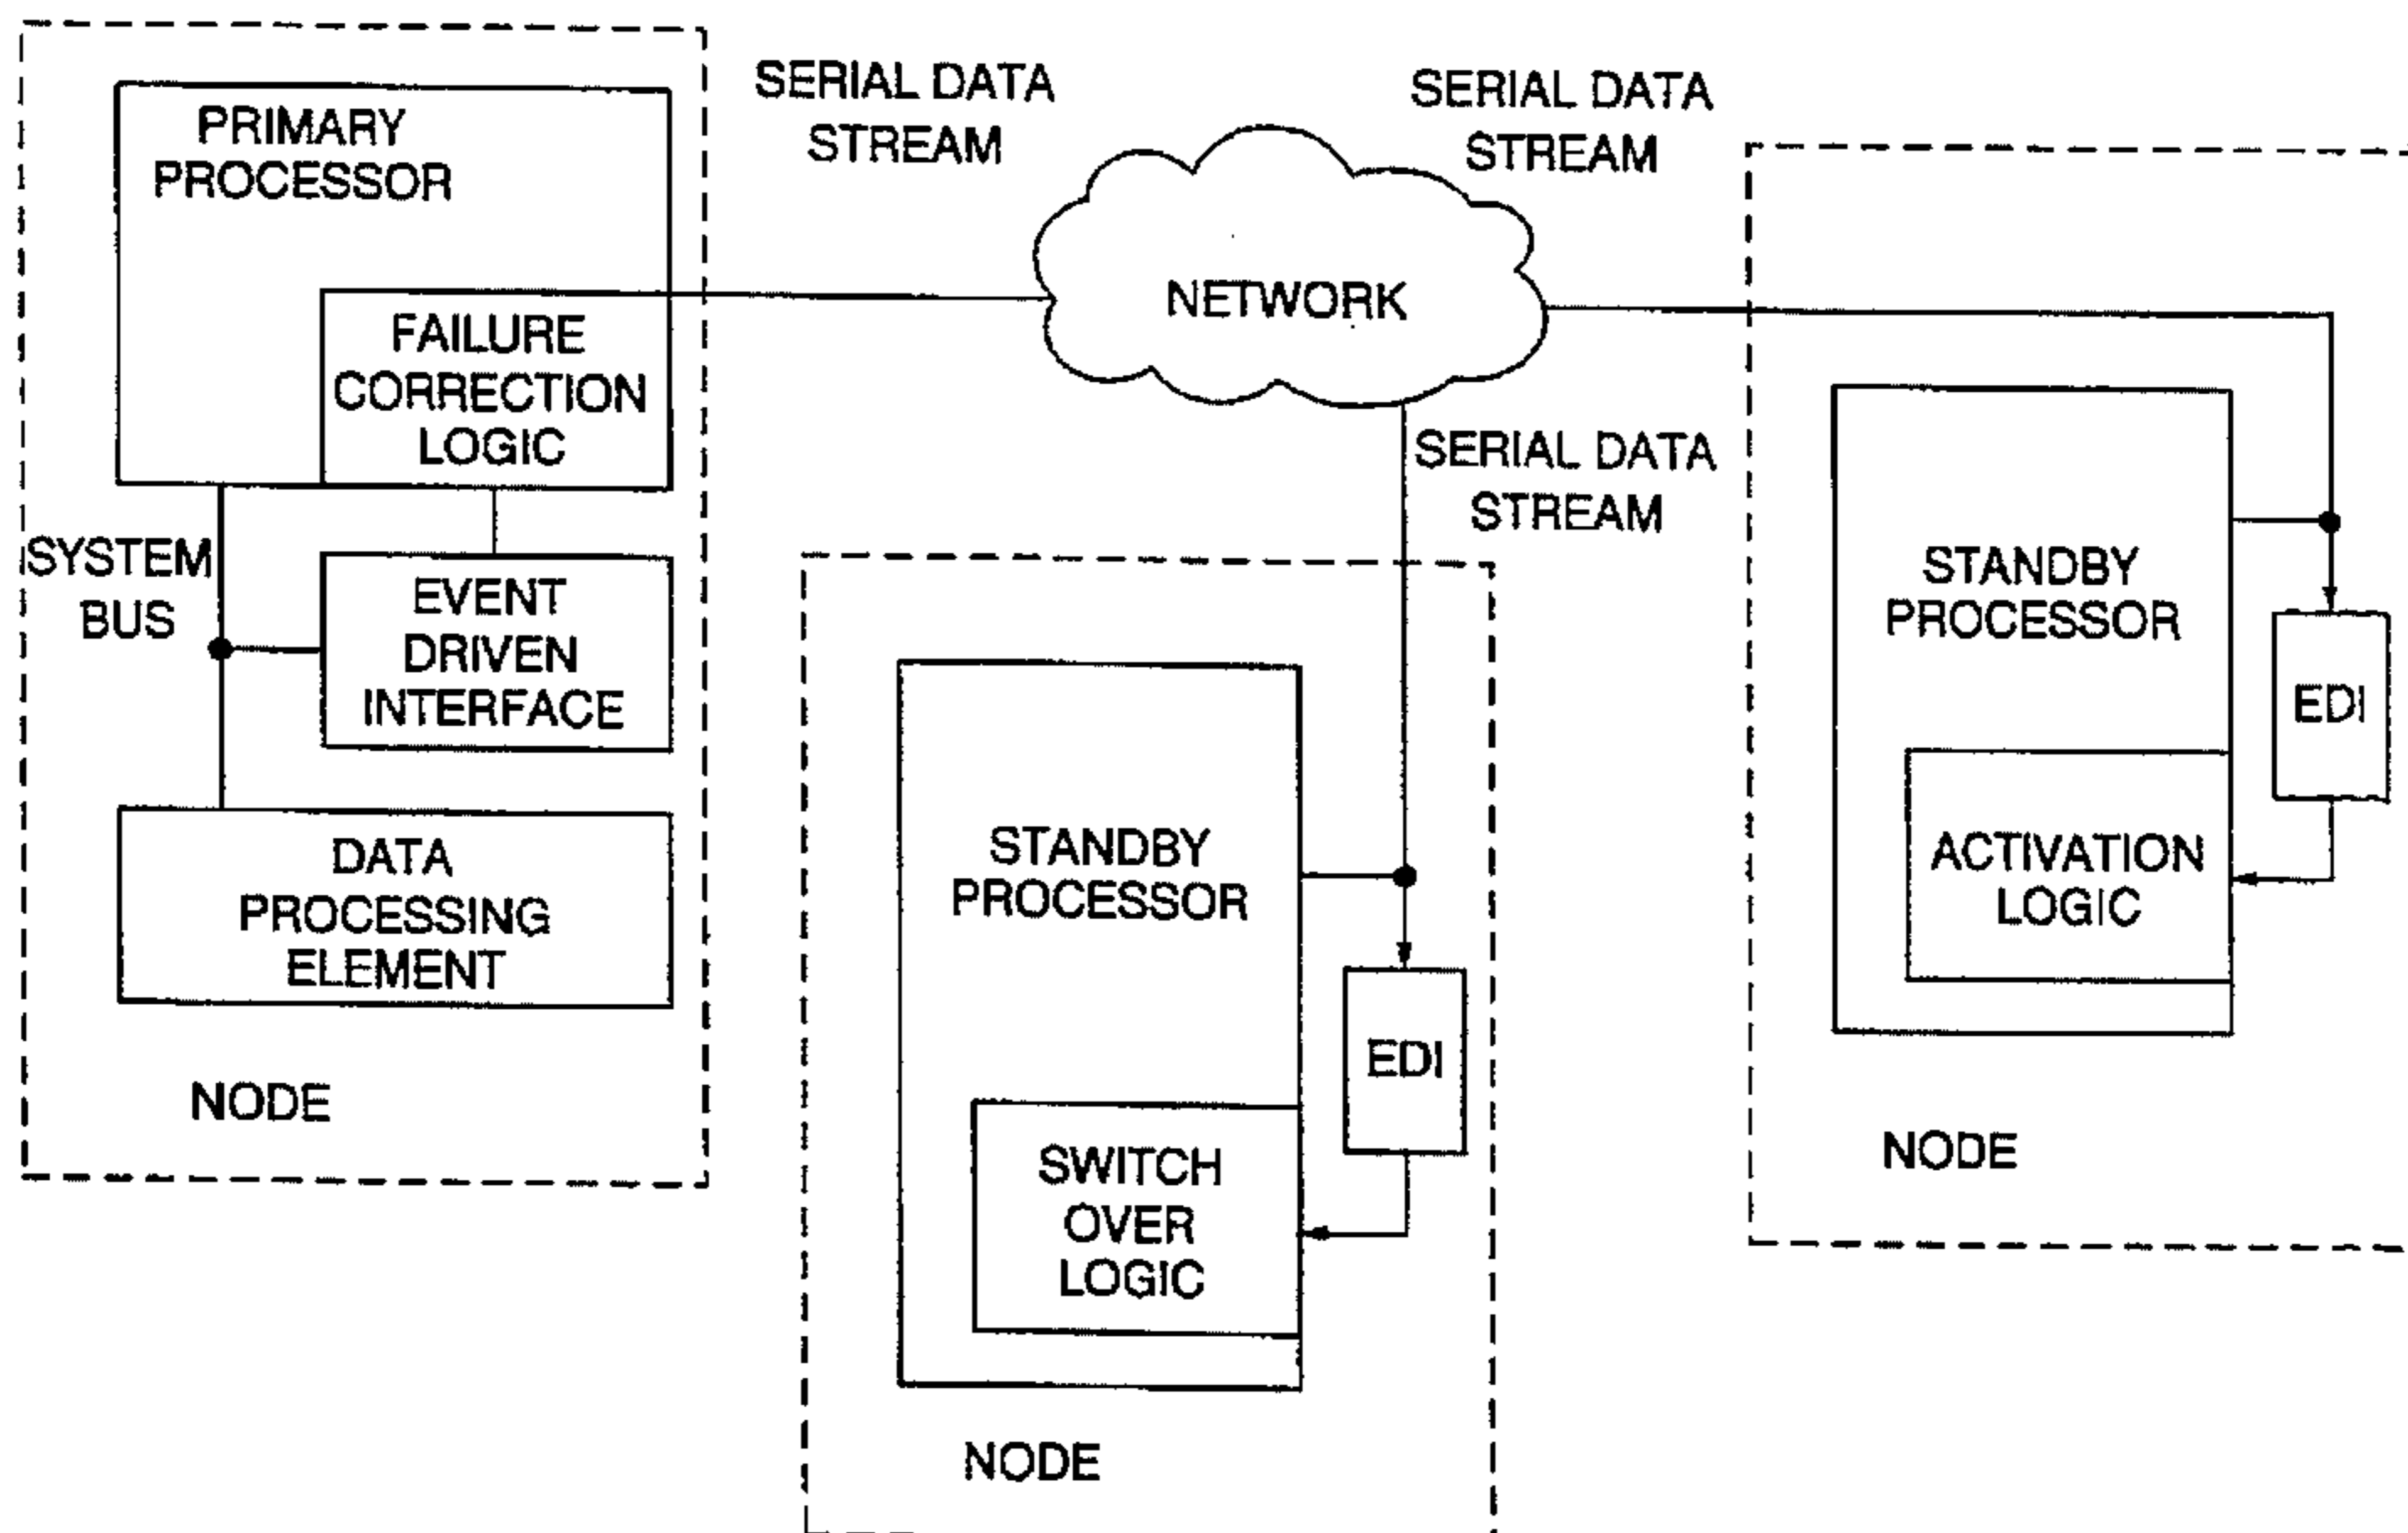 PRIMARY
PROCESSOR
FAILURE
CORRECTION
LOGIC
SYSTEM
BUS
EVENT
DRIVEN
INTERFACE
DATA
PROCESSING
ELEMENT
NODE
SERIAL DATA
STREAM
NETWORK
SERIAL DATA
STREAM
SERIAL DATA
STREAM
STANDBY
PROCESSOR
EDI
SWITCH
OVER
LOGIC
NODE
STANDBY
PROCESSOR
EDI
ACTIVATION
LOGIC
NODE